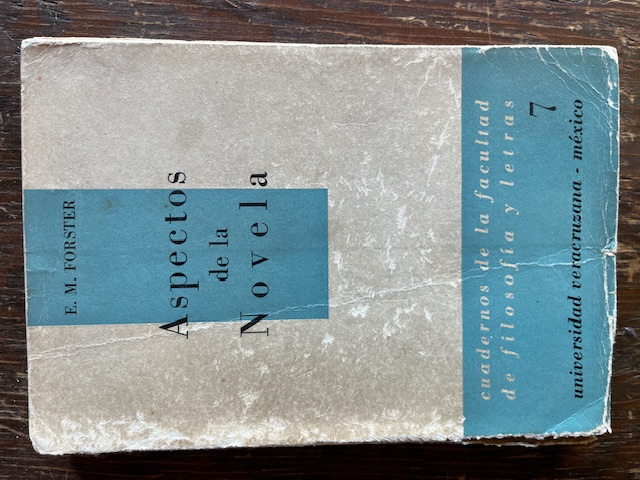 E. M. FORSTER
Aspectos
de la
Novela
cuadernos de la facultad
de filosofía y letras
7
universidad veracruzana - méxico